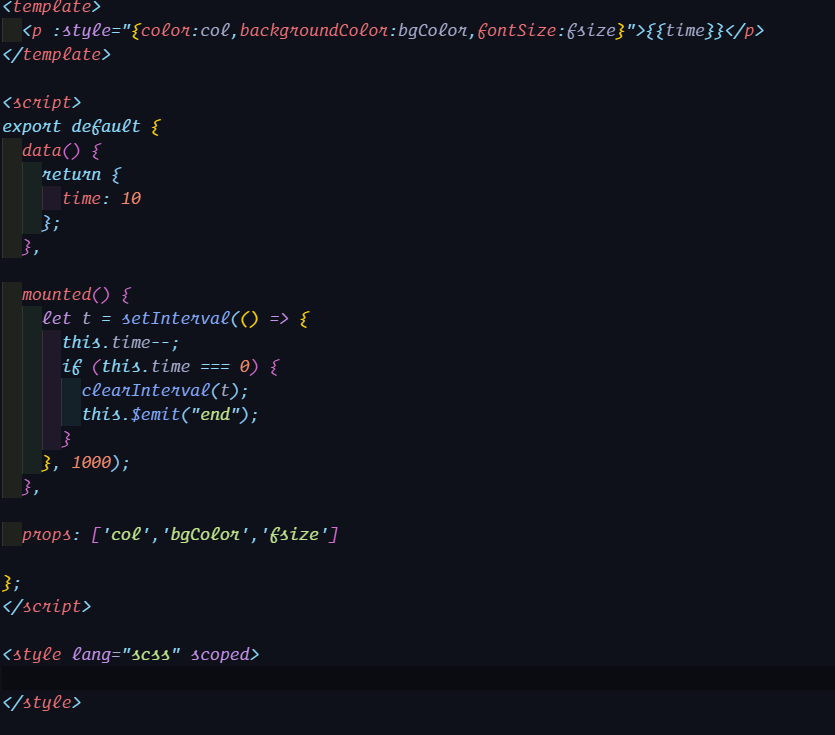 <template>
  <p :style="{color:col,backgroundColor:bgColor,fontSize:fsize}">{{time}}</p>
</template>

<script>
export default {
  data() {
    return {
      time: 10
    };
  },

  mounted() {
    let t = setInterval(() => {
      this.time--;
      if (this.time === 0) {
        clearInterval(t);
        this.$emit("end");
      }
    }, 1000);
  },

  props: ['col','bgColor','fsize']

};
</script>

<style lang="scss" scoped>

</style>